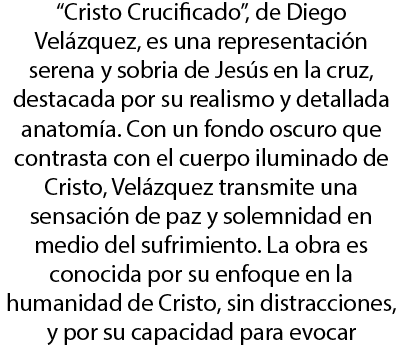 “Cristo Crucificado”, de Diego
Velázquez, es una representación
serena y sobria de Jesús en la cruz,
destacada por su realismo y detallada
anatomía. Con un fondo oscuro que
contrasta con el cuerpo iluminado de
Cristo, Velázquez transmite una
sensación de paz y solemnidad en
medio del sufrimiento. La obra es
conocida por su enfoque en la
humanidad de Cristo, sin distracciones,
y por su capacidad para evocar